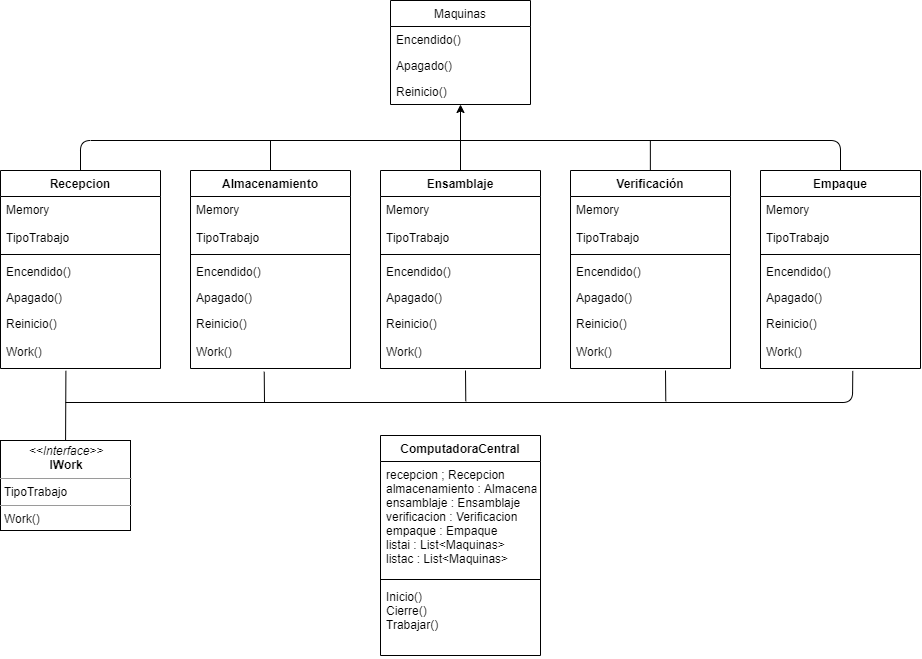 Maquinas
Encendido()
Apagado()
Reinicio()
Recepcion
Memory
TipoTrabajo
Encendido()
Apagado()
Reinicio()
Work()
Almacenamiento
Memory
TipoTrabajo
Encendido()
Apagado()
Reinicio()
Work()
Ensamblaje
Memory
TipoTrabajo
Encendido()
Apagado()
Reinicio()
Work()
Verificación
Memory
TipoTrabajo
Encendido()
Apagado()
Reinicio()
Work()
Empaque
Memory
TipoTrabajo
Encendido()
Apagado()
Reinicio()
Work()
<<Interface>>
IWork
TipoTrabajo
Work()
ComputadoraCentral
recepcion ; Recepcion
almacenamiento : Almacena
ensamblaje : Ensamblaje
verificacion : Verificacion
empaque : Empaque
listai : List<Maquinas>
listac : List<Maquinas>
Inicio()
Cierre()
Trabajar()